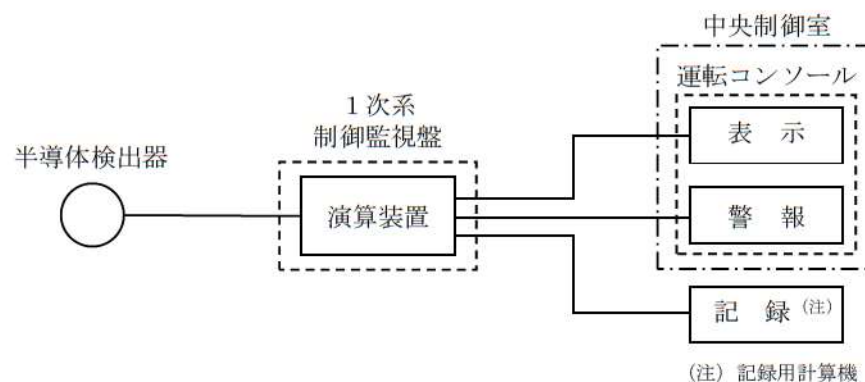 中央制御室
運転コンソール
1次系
制御監視盤
半導体検出器
表 示
演算装置
警 報
記 録 (注)
(注) 記録用計算機